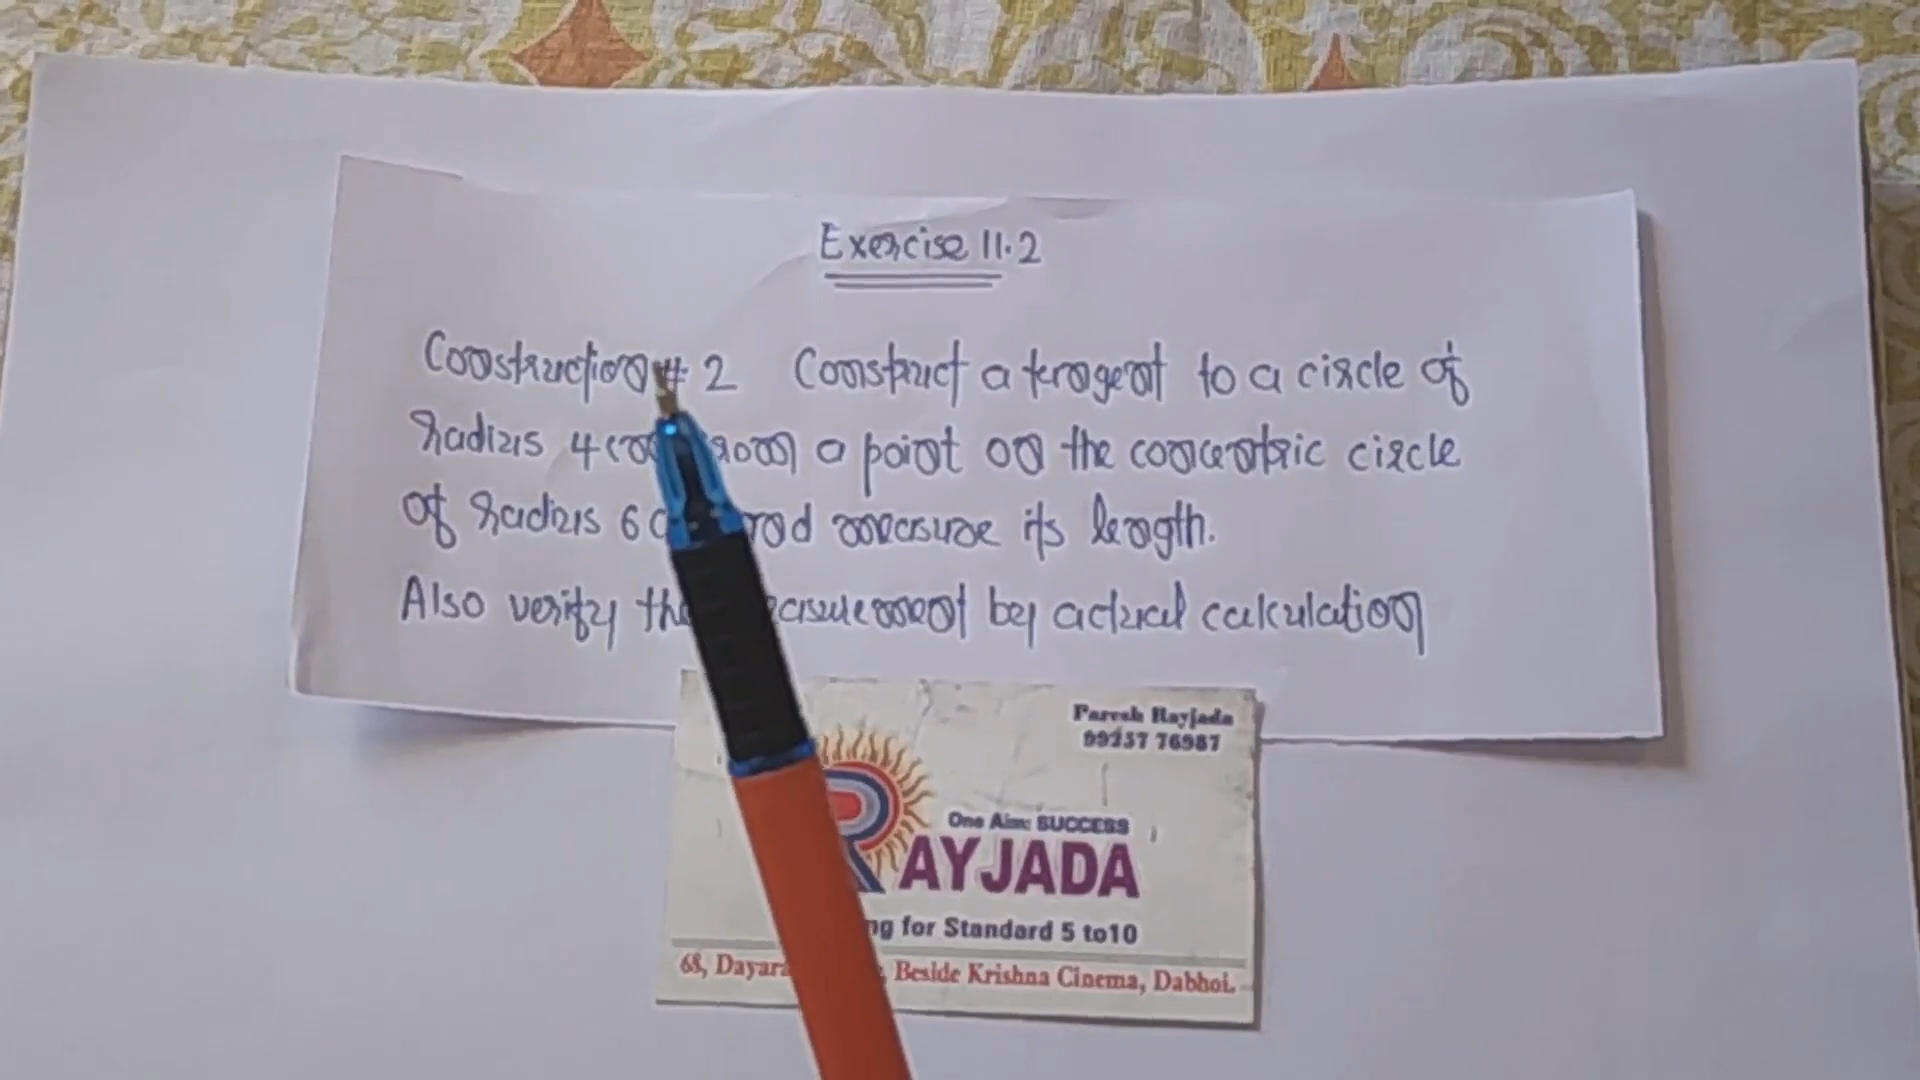 Exercise 11.2
Construction # 2 Construct a tangent to a circle of
radius 4 a point on the concentric circle
of radius 6 measure its length.
Also verify the by actual calculation
Paresh Rayjada
99257 76987
One Aim: SUCCESS
RAYJADA
for Standard 5 to10
68, Beside Krishna Cinema, Dabhoi.